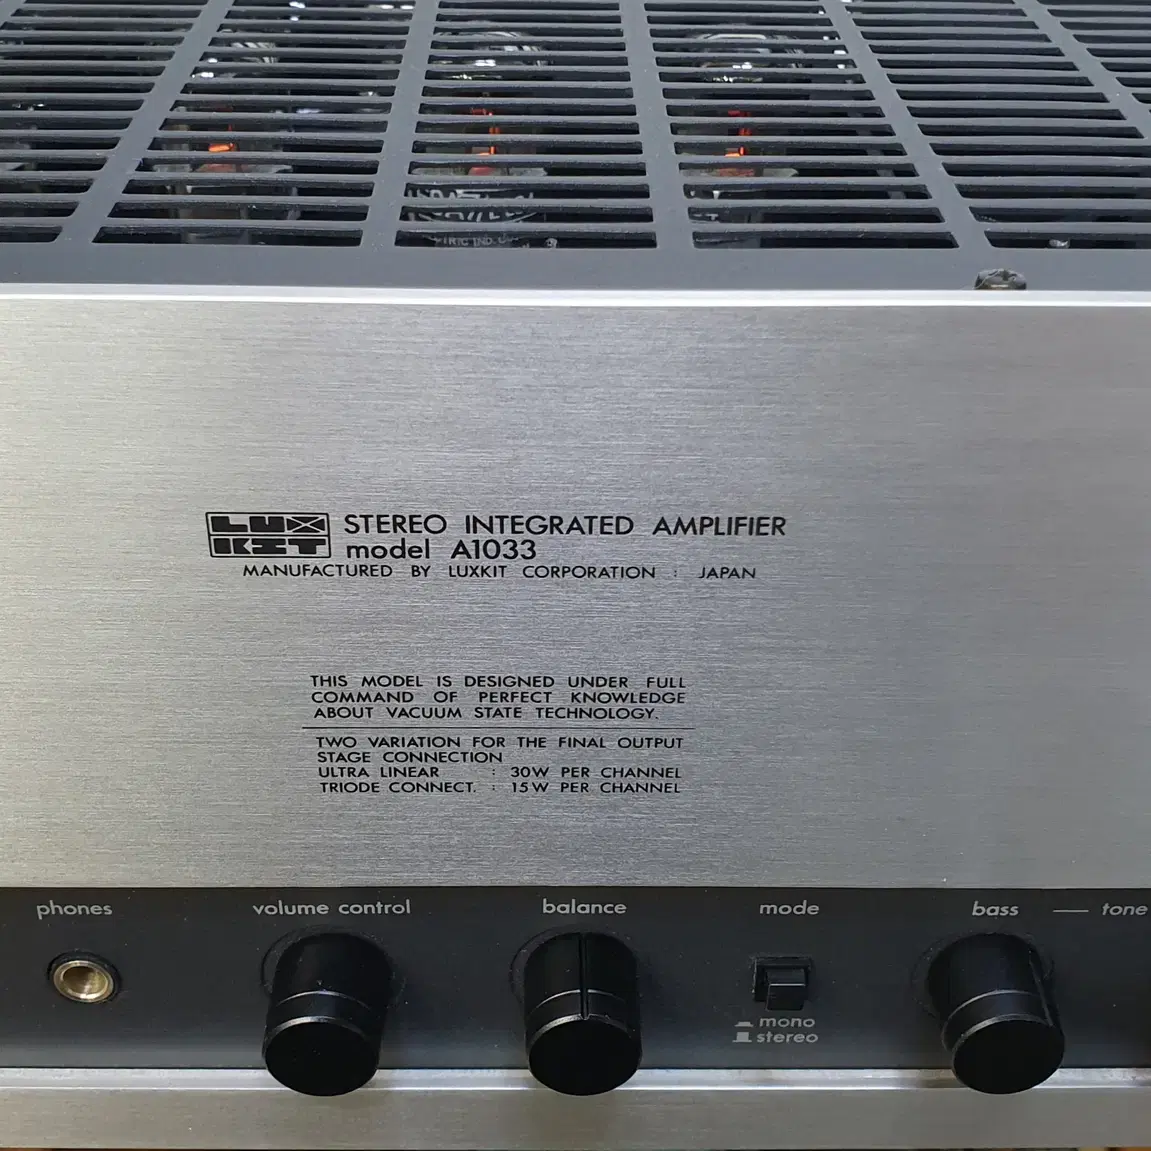 LUX KIT STEREO INTEGRATED AMPLIFIER
model A1033
MANUFACTURED BY LUXKIT CORPORATION : JAPAN
THIS MODEL IS DESIGNED UNDER FULL
COMMAND OF PERFECT KNOWLEDGE
ABOUT VACUUM STATE TECHNOLOGY.
TWO VARIATION FOR THE FINAL OUTPUT
STAGE CONNECTION
ULTRA LINEAR : 30W PER CHANNEL
TRIODE CONNECT. : 15W PER CHANNEL
phones volume control balance mode bass — tone
mono
stereo